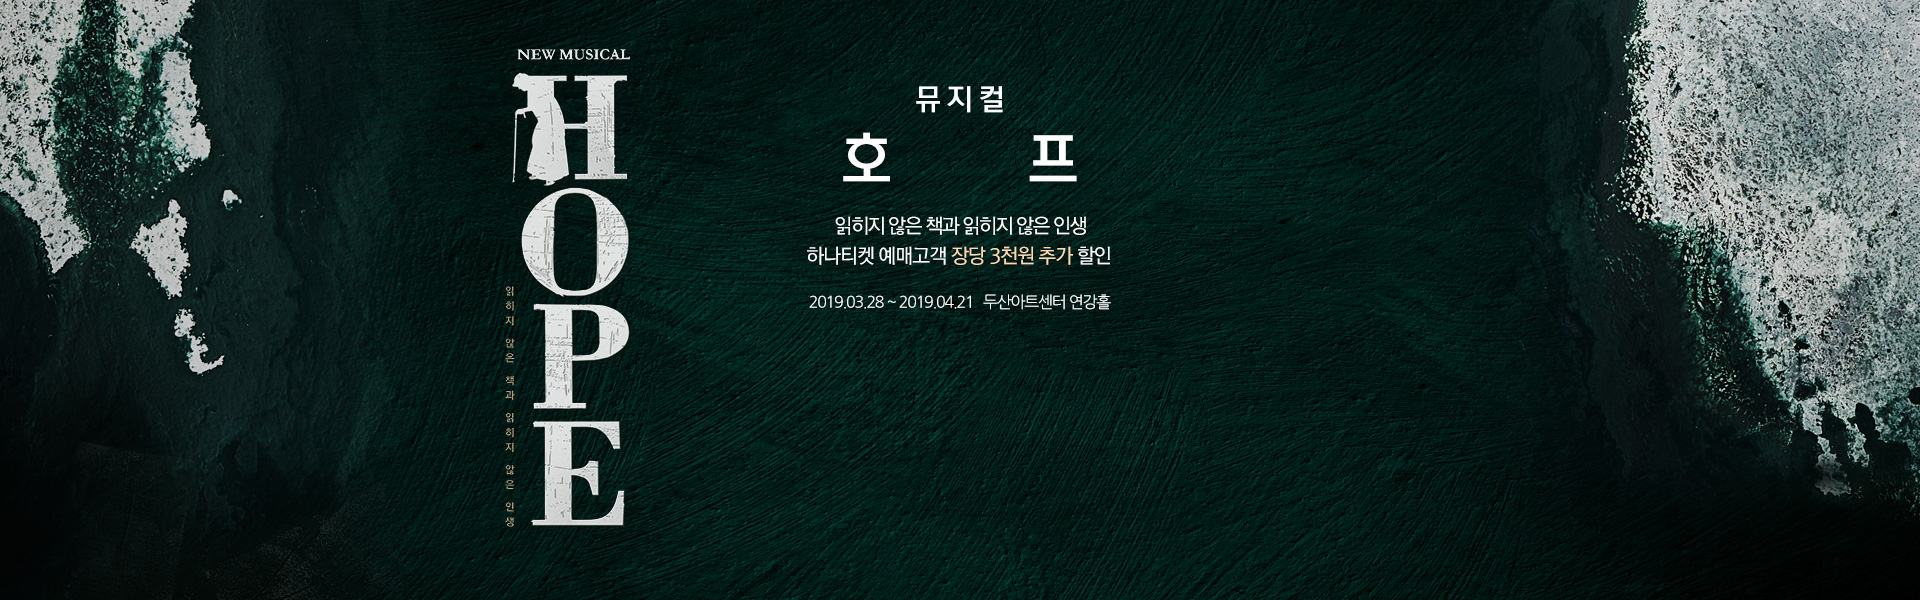 NEW MUSICAL
HOPE
읽히지 않은 책과 읽히지 않은 인생
뮤지컬
호 프
읽히지 않은 책과 읽히지 않은 인생
하나티켓 예매고객 장당 3천원 추가 할인
2019.03.28 ~ 2019.04.21 두산아트센터 연강홀